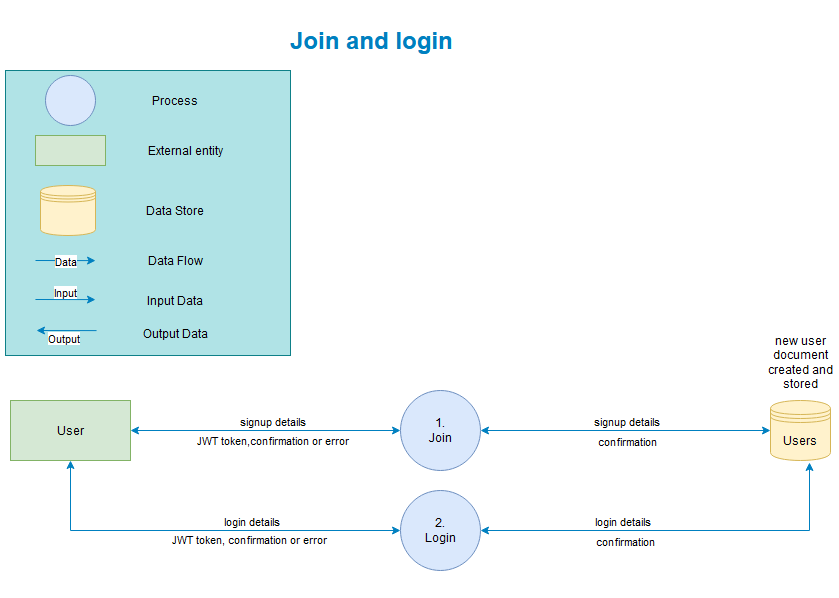 Join and login
Process
External entity
Data Store
Data
Data Flow
Input
Input Data
Output
Output Data
new user
document
created and
stored
User
signup details
JWT token,confirmation or error
1.
Join
signup details
confirmation
Users
login details
JWT token, confirmation or error
2.
Login
login details
confirmation